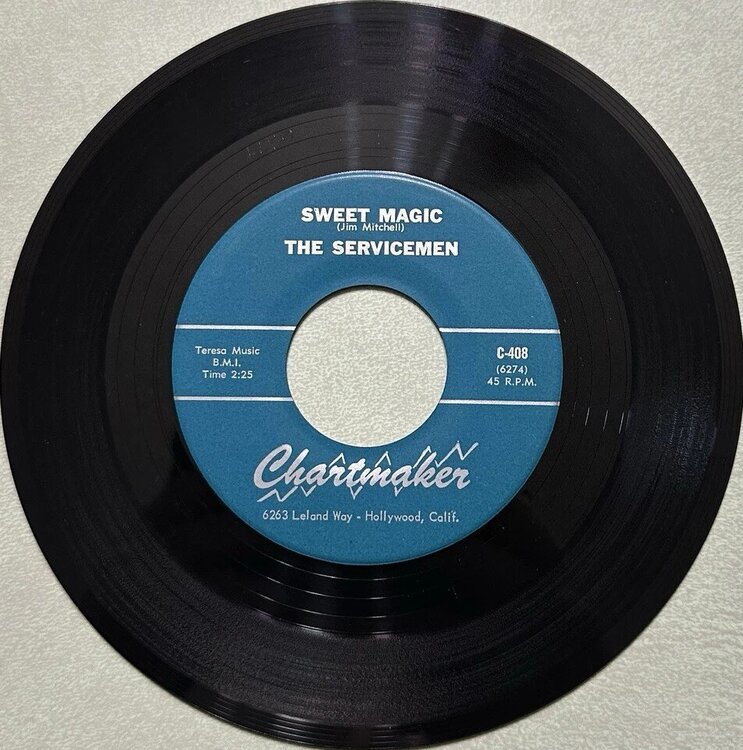 SWEET MAGIC
(Jim Mitchell)
THE SERVICEMEN
Teresa Music
B.M.I.
Time 2:25
C-408
(6274)
45 R.P.M.
Chartmaker
6263 Leland Way - Hollywood, Calif.